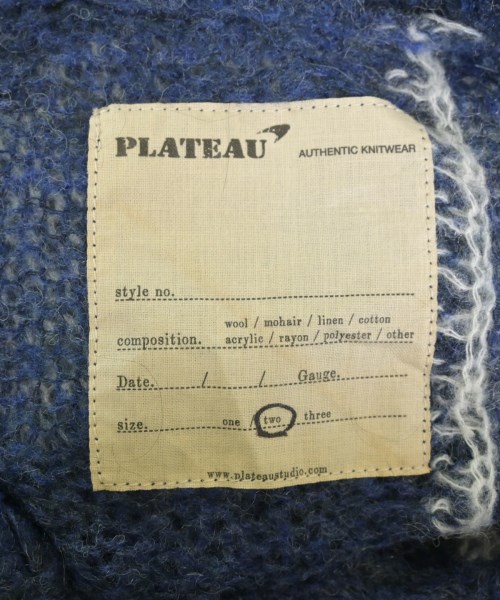 PLATEAU
AUTHENTIC KNITWEAR
style no.
wool / mohair / linen / cotton
composition. acrylic / rayon / polyester / other
Date. / / Gauge.
size. one / two / three
www.plateaustudio.com